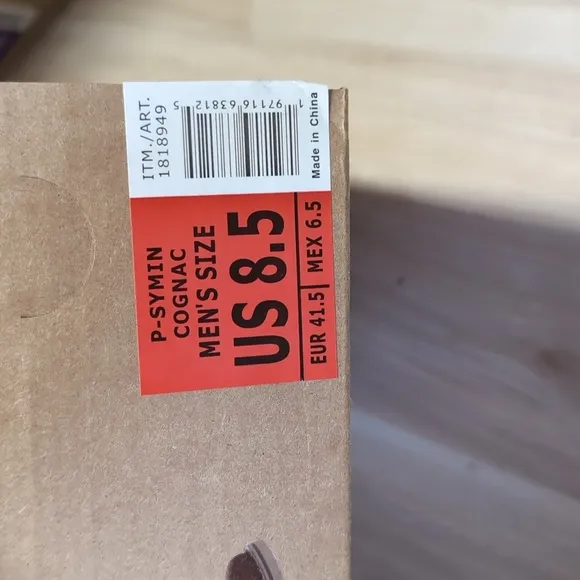 ITM./ART.
1818949
1 97116 63812 5
Made in China
P-SYMIN
COGNAC
MEN'S SIZE
US 8.5
EUR 41.5 | MEX 6.5